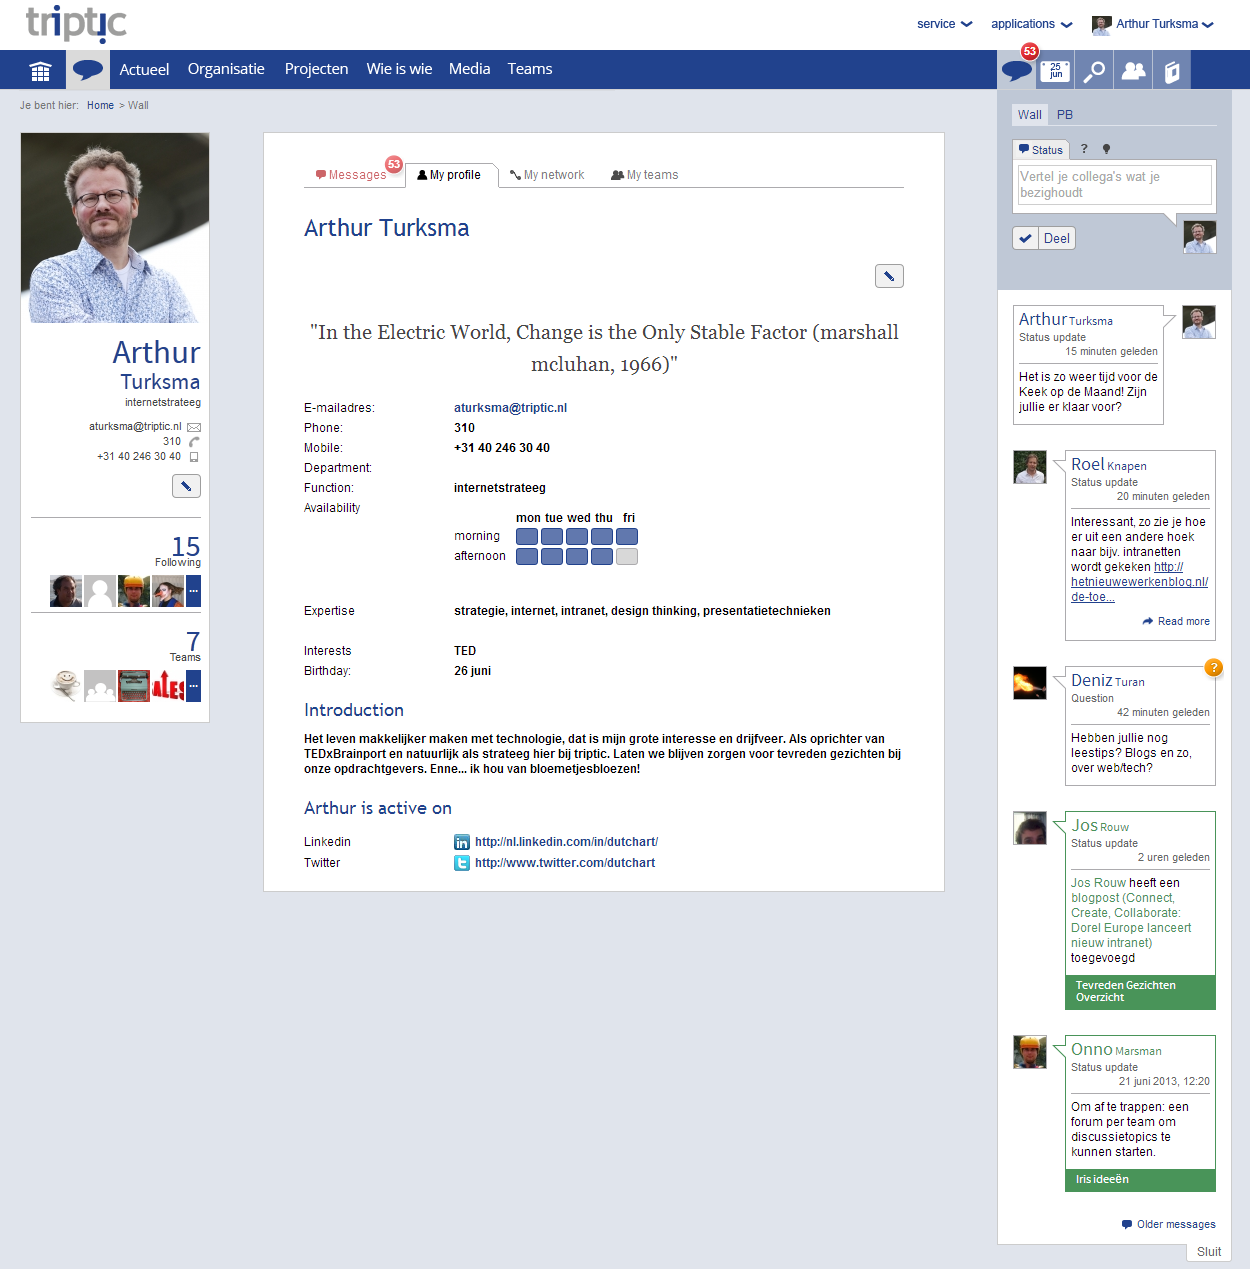 triptic
service
applications
Arthur Turksma
Actueel
Organisatie
Projecten
Wie is wie
Media
Teams
53
25
jun
Je bent hier: Home > Wall
Arthur
Turksma
internetstrateeg
aturksma@triptic.nl
310
+31 40 246 30 40
15
Following
...
7
Teams
ALES
...
Messages
53
My profile
My network
My teams
Arthur Turksma
"In the Electric World, Change is the Only Stable Factor (marshall
mcluhan, 1966)"
E-mailadres: aturksma@triptic.nl
Phone: 310
Mobile: +31 40 246 30 40
Department:
Function: internetstrateeg
Availability
mon tue wed thu fri
morning
afternoon
Expertise strategie, internet, intranet, design thinking, presentatietechnieken
Interests TED
Birthday: 26 juni
Introduction
Het leven makkelijker maken met technologie, dat is mijn grote interesse en drijfveer. Als oprichter van
TEDxBrainport en natuurlijk als strateeg hier bij triptic. Laten we blijven zorgen voor tevreden gezichten bij
onze opdrachtgevers. Enne... ik hou van bloemetjesbloezen!
Arthur is active on
Linkedin in http://nl.linkedin.com/in/dutchart/
Twitter t http://www.twitter.com/dutchart
Wall PB
Status ?
Vertel je collega's wat je
bezighoudt
Deel
Arthur Turksma
Status update
15 minuten geleden
Het is zo weer tijd voor de
Keek op de Maand! Zijn
jullie er klaar voor?
Roel Knapen
Status update
20 minuten geleden
Interessant, zo zie je hoe
er uit een andere hoek
naar bijv. intranetten
wordt gekeken http://
hetnieuwewerkenblog.nl/
de-toe...
Read more
?
Deniz Turan
Question
42 minuten geleden
Hebben jullie nog
leestips? Blogs en zo,
over web/tech?
Jos Rouw
Status update
2 uren geleden
Jos Rouw heeft een
blogpost (Connect,
Create, Collaborate:
Dorel Europe lanceert
nieuw intranet)
toegevoegd
Tevreden Gezichten
Overzicht
Onno Marsman
Status update
21 juni 2013, 12:20
Om af te trappen: een
forum per team om
discussietopics te
kunnen starten.
Iris ideeën
Older messages
Sluit